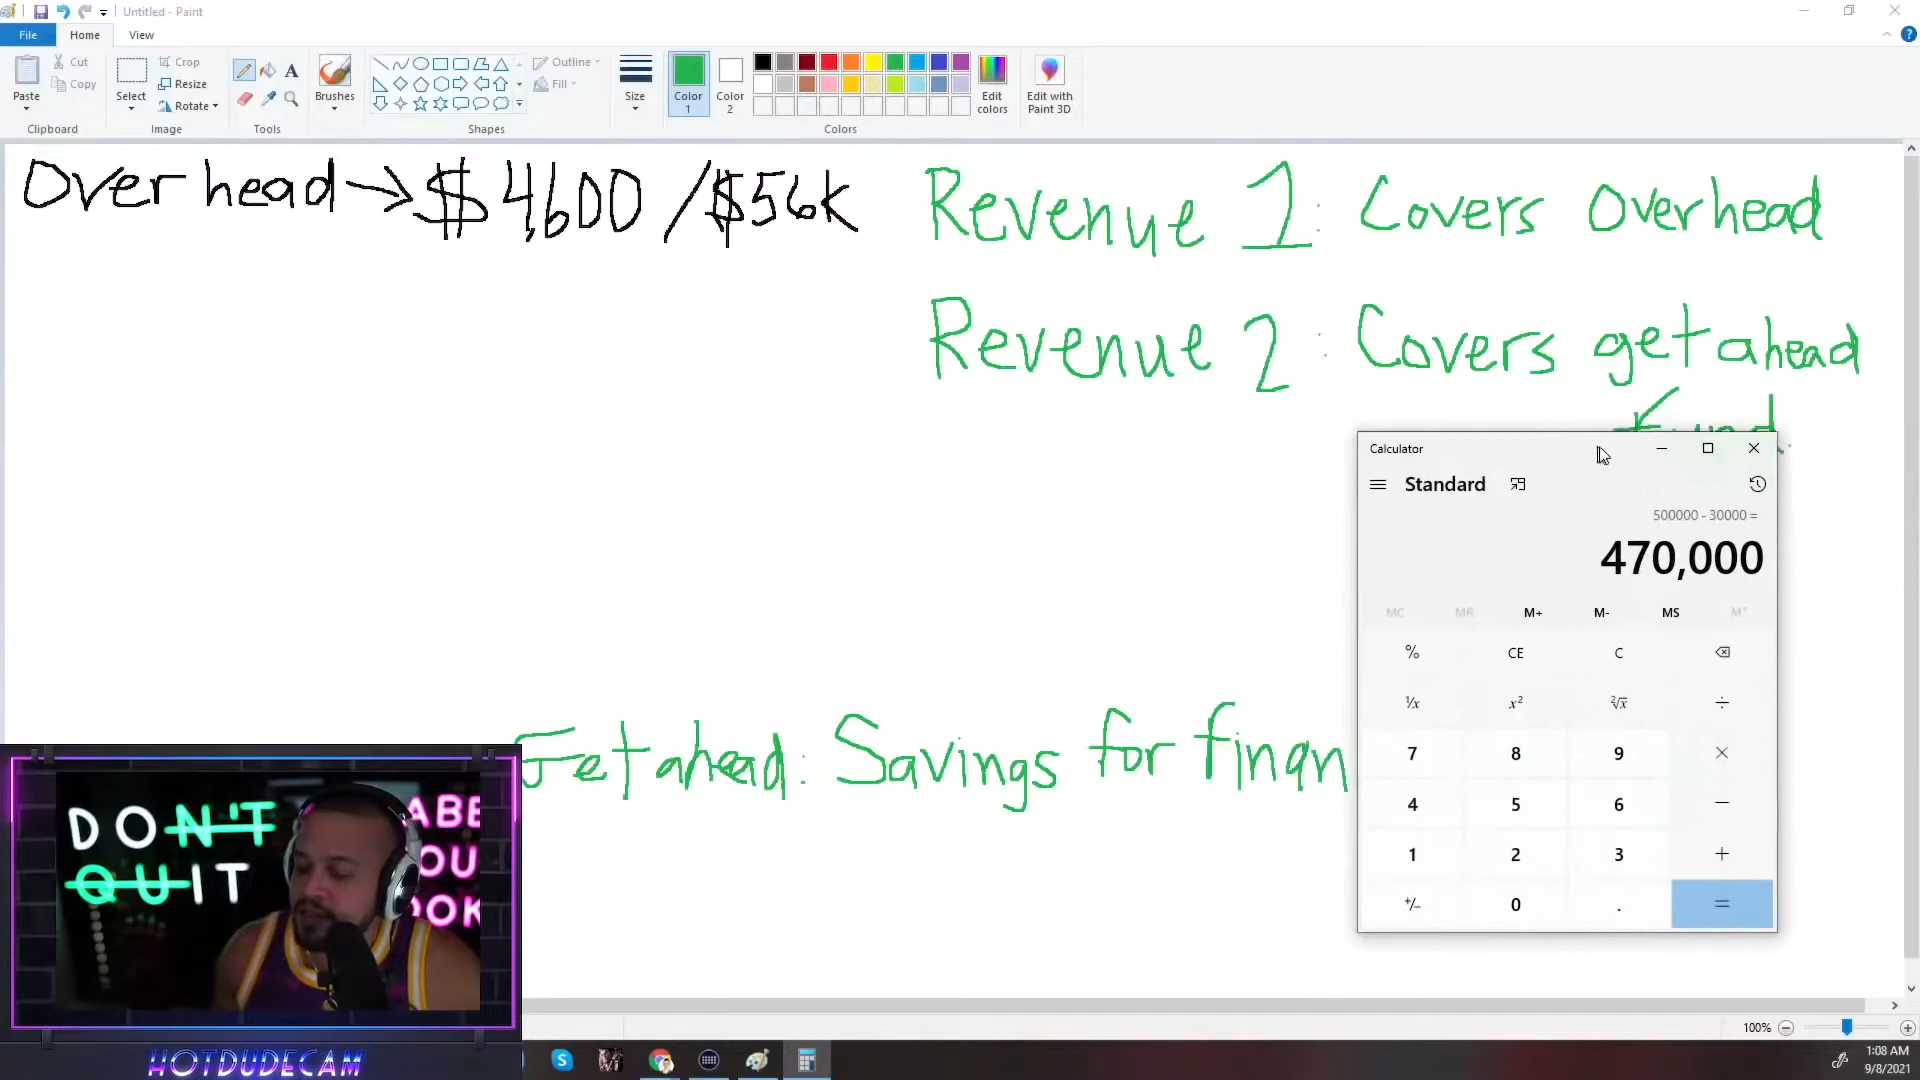 Untitled - Paint
File Home View
Paste
Cut
Copy
Clipboard
Select
Crop
Resize
Rotate
Image
Tools
Brushes
Shapes
Outline
Fill
Size
Color 1
Color 2
Colors
Edit colors
Edit with Paint 3D
Over head → $4,600 / $56k
Revenue 1: Covers Overhead
Revenue 2: Covers get ahead
Calculator
Standard
500000 - 30000 =
470,000
MC MR M+ M- MS
% CE C
1/x x² ²√x ÷
7 8 9 ×
4 5 6 −
1 2 3 +
+/- 0 . =
Get ahead: Savings for finan
DON'T
QUIT
HOTDUDECAM
100%
1:08 AM
9/8/2021